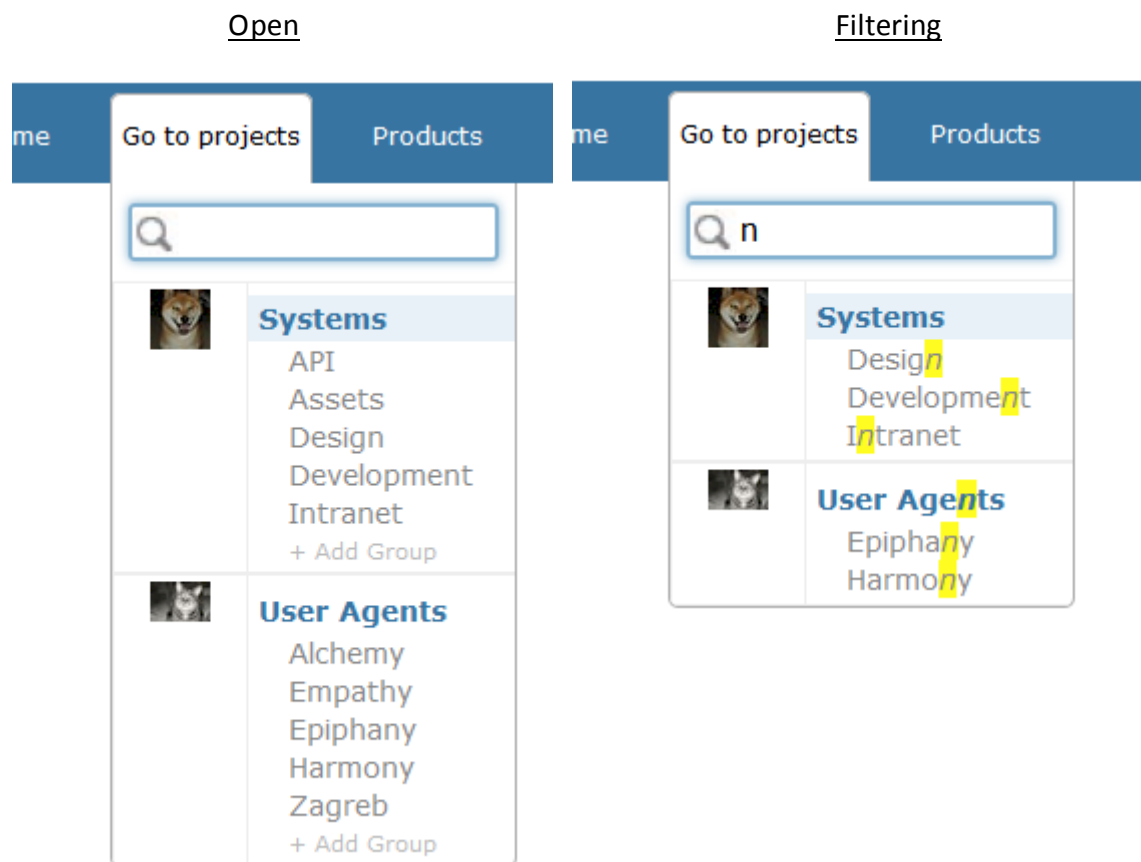 Open
me
Go to projects
Products
Systems
API
Assets
Design
Development
Intranet
+ Add Group
User Agents
Alchemy
Empathy
Epiphany
Harmony
Zagreb
+ Add Group
Filtering
me
Go to projects
Products
n
Systems
Design
Development
Intranet
User Agents
Epiphany
Harmony